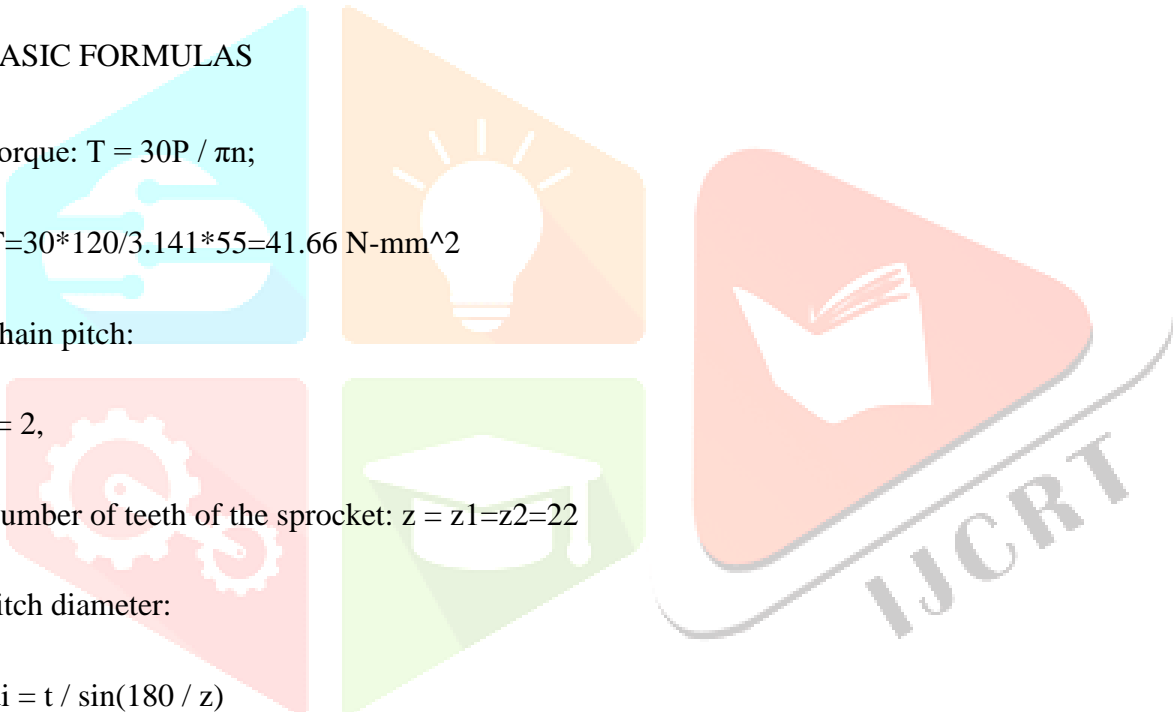 ASIC FORMULAS
orque: T = 30P / πn;
T=30*120/3.141*55=41.66 N-mm^2
hain pitch:
= 2,
umber of teeth of the sprocket: z = z1=z2=22
itch diameter:
i = t / sin(180 / z)
IJCRT